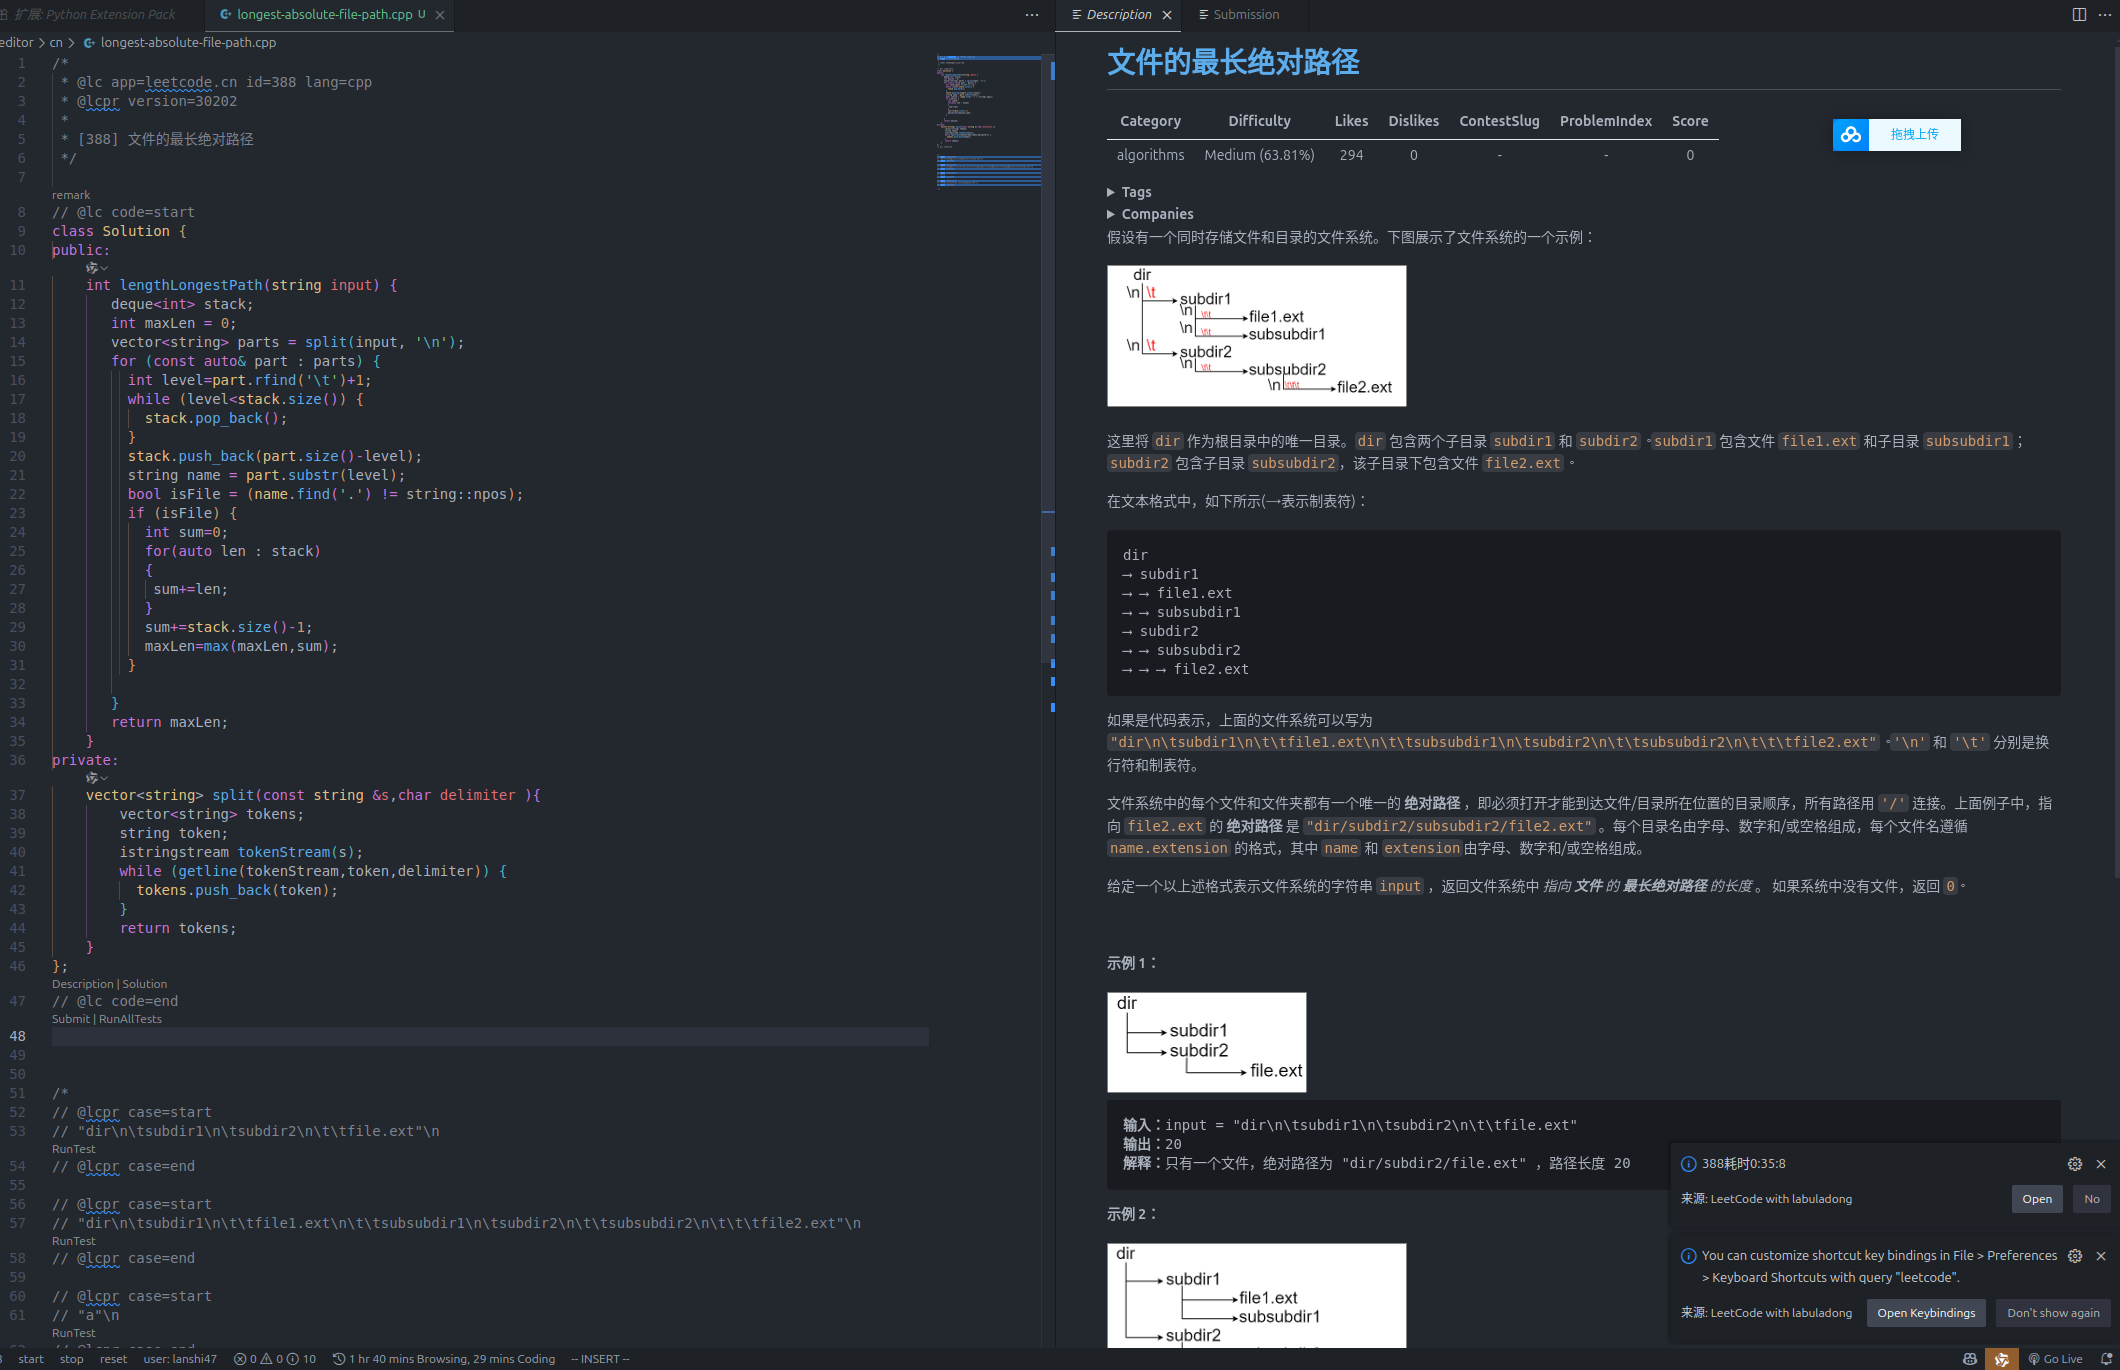 扩展: Python Extension Pack
longest-absolute-file-path.cpp U
editor > cn > longest-absolute-file-path.cpp
1 /*
2 * @lc app=leetcode.cn id=388 lang=cpp
3 * @lcpr version=30202
4 *
5 * [388] 文件的最长绝对路径
6 */
7
remark
8 // @lc code=start
9 class Solution {
10 public:
11 int lengthLongestPath(string input) {
12 deque<int> stack;
13 int maxLen = 0;
14 vector<string> parts = split(input, '\n');
15 for (const auto& part : parts) {
16 int level=part.rfind('\t')+1;
17 while (level<stack.size()) {
18 stack.pop_back();
19 }
20 stack.push_back(part.size()-level);
21 string name = part.substr(level);
22 bool isFile = (name.find('.') != string::npos);
23 if (isFile) {
24 int sum=0;
25 for(auto len : stack)
26 {
27 sum+=len;
28 }
29 sum+=stack.size()-1;
30 maxLen=max(maxLen,sum);
31 }
32
33 }
34 return maxLen;
35 }
36 private:
37 vector<string> split(const string &s,char delimiter ){
38 vector<string> tokens;
39 string token;
40 istringstream tokenStream(s);
41 while (getline(tokenStream,token,delimiter)) {
42 tokens.push_back(token);
43 }
44 return tokens;
45 }
46 };
Description | Solution
47 // @lc code=end
Submit | RunAllTests
48
49
50
51 /*
52 // @lcpr case=start
53 // "dir\n\tsubdir1\n\tsubdir2\n\t\tfile.ext"\n
RunTest
54 // @lcpr case=end
55
56 // @lcpr case=start
57 // "dir\n\tsubdir1\n\t\tfile1.ext\n\t\tsubsubdir1\n\tsubdir2\n\t\tsubsubdir2\n\t\t\tfile2.ext"\n
RunTest
58 // @lcpr case=end
59
60 // @lcpr case=start
61 // "a"\n
RunTest
Description
Submission
文件的最长绝对路径
Category Difficulty Likes Dislikes ContestSlug ProblemIndex Score
algorithms Medium (63.81%) 294 0 - - 0
拖拽上传
Tags
Companies
假设有一个同时存储文件和目录的文件系统。下图展示了文件系统的一个示例：
dir
\n \t subdir1
\n \t\t file1.ext
\n \t\t subsubdir1
\n \t subdir2
\n \t\t subsubdir2
\n \t\t\t file2.ext
这里将 dir 作为根目录中的唯一目录。dir 包含两个子目录 subdir1 和 subdir2 。subdir1 包含文件 file1.ext 和子目录 subsubdir1；
subdir2 包含子目录 subsubdir2，该子目录下包含文件 file2.ext 。
在文本格式中，如下所示(⟶表示制表符)：
dir
⟶ subdir1
⟶ ⟶ file1.ext
⟶ ⟶ subsubdir1
⟶ subdir2
⟶ ⟶ subsubdir2
⟶ ⟶ ⟶ file2.ext
如果是代码表示，上面的文件系统可以写为
"dir\n\tsubdir1\n\t\tfile1.ext\n\t\tsubsubdir1\n\tsubdir2\n\t\tsubsubdir2\n\t\t\tfile2.ext" 。'\n' 和 '\t' 分别是换
行符和制表符。
文件系统中的每个文件和文件夹都有一个唯一的 绝对路径 ，即必须打开才能到达文件/目录所在位置的目录顺序，所有路径用 '/' 连接。上面例子中，指
向 file2.ext 的 绝对路径 是 "dir/subdir2/subsubdir2/file2.ext" 。每个目录名由字母、数字和/或空格组成，每个文件名遵循
name.extension 的格式，其中 name 和 extension由字母、数字和/或空格组成。
给定一个以上述格式表示文件系统的字符串 input ，返回文件系统中 指向 文件 的 最长绝对路径 的长度 。 如果系统中没有文件，返回 0。
示例 1：
dir
subdir1
subdir2
file.ext
输入：input = "dir\n\tsubdir1\n\tsubdir2\n\t\tfile.ext"
输出：20
解释：只有一个文件，绝对路径为 "dir/subdir2/file.ext" ，路径长度 20
示例 2：
dir
subdir1
file1.ext
subsubdir1
subdir2
388耗时0:35:8
来源: LeetCode with labuladong
Open No
You can customize shortcut key bindings in File > Preferences
> Keyboard Shortcuts with query "leetcode".
来源: LeetCode with labuladong
Open Keybindings Don't show again
start stop reset user: lanshi47 0 0 10 1 hr 40 mins Browsing, 29 mins Coding -- INSERT -- Go Live